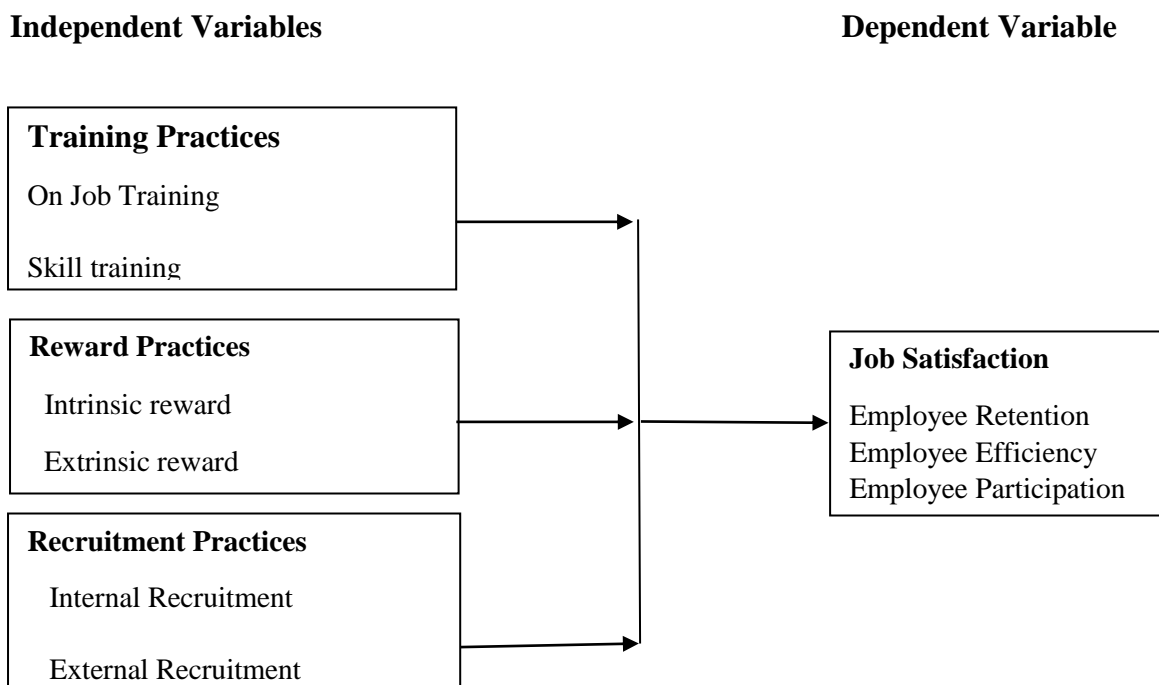 Independent Variables
Dependent Variable
Training Practices
On Job Training
Skill training
Reward Practices
Intrinsic reward
Extrinsic reward
Job Satisfaction
Employee Retention
Employee Efficiency
Employee Participation
Recruitment Practices
Internal Recruitment
External Recruitment